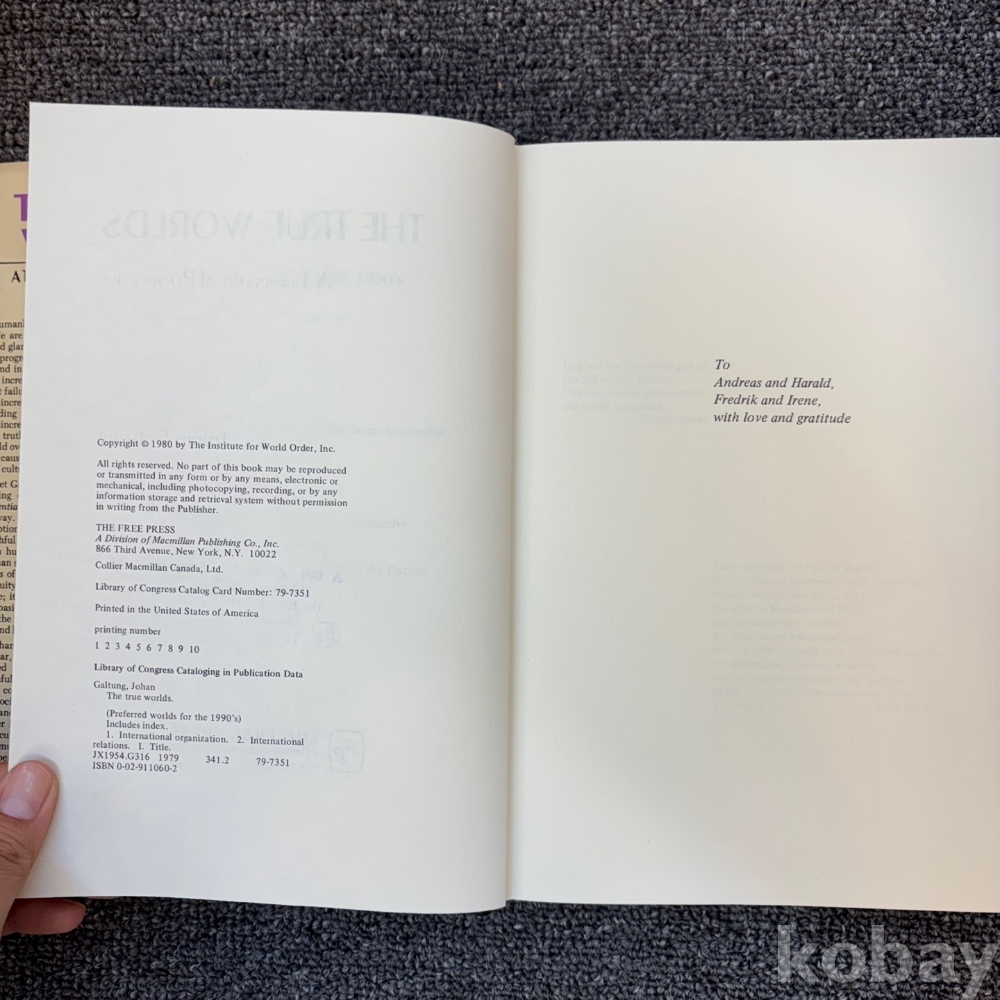 THE TRUE WORLDS
Copyright © 1980 by The Institute for World Order, Inc.
All rights reserved. No part of this book may be reproduced
or transmitted in any form or by any means, electronic or
mechanical, including photocopying, recording, or by any
information storage and retrieval system without permission
in writing from the Publisher.
THE FREE PRESS
A Division of Macmillan Publishing Co., Inc.
866 Third Avenue, New York, N.Y. 10022
Collier Macmillan Canada, Ltd.
Library of Congress Catalog Card Number: 79-7351
Printed in the United States of America
printing number
1 2 3 4 5 6 7 8 9 10
Library of Congress Cataloging in Publication Data
Galtung, Johan
The true worlds.
(Preferred worlds for the 1990's)
Includes index.
1. International organization. 2. International
relations. I. Title.
JX1954.G316 1979 341.2 79-7351
ISBN 0-02-911060-2
To
Andreas and Harald,
Fredrik and Irene,
with love and gratitude
kobay